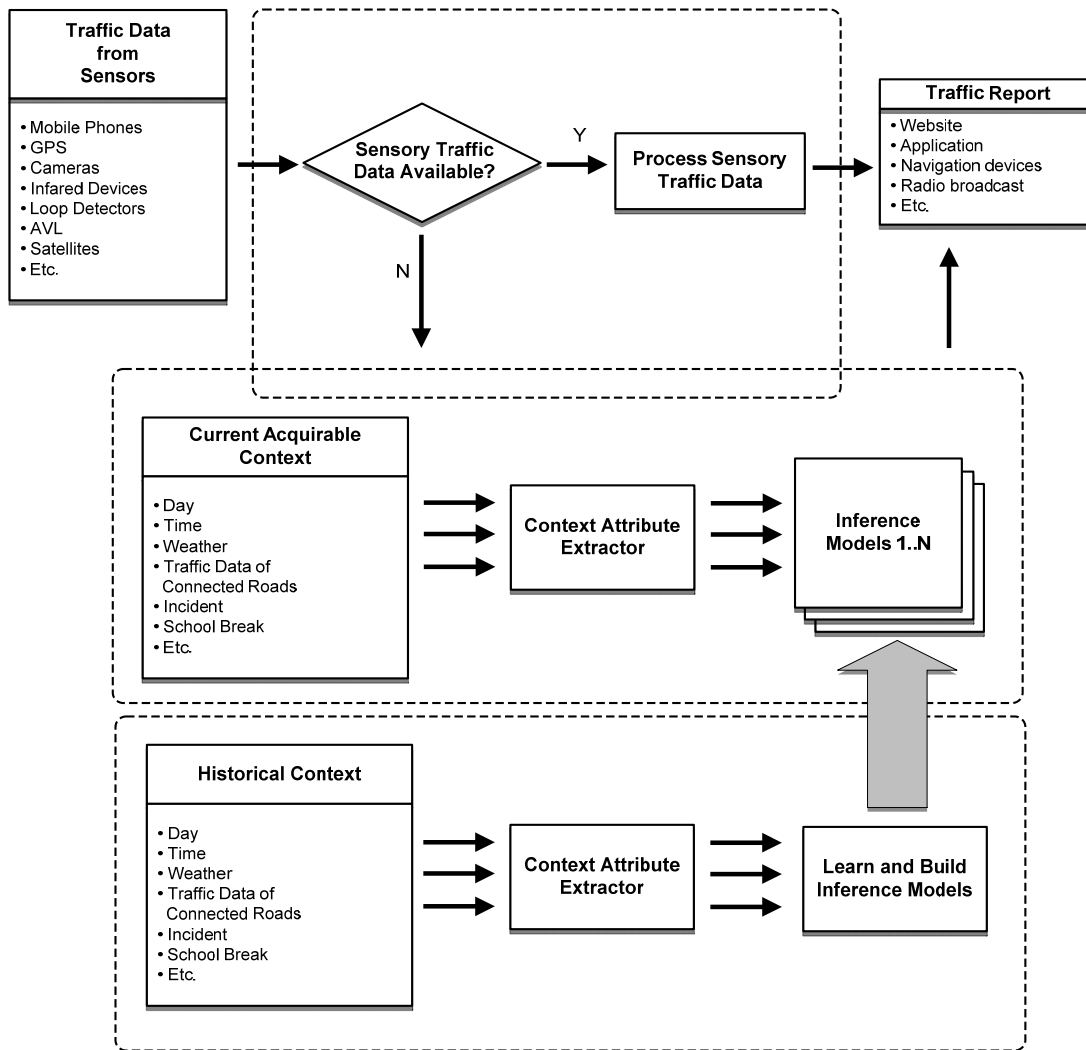 Traffic Data
from
Sensors
• Mobile Phones
• GPS
• Cameras
• Infared Devices
• Loop Detectors
• AVL
• Satellites
• Etc.
Sensory Traffic
Data Available?
Y
N
Process Sensory
Traffic Data
Traffic Report
• Website
• Application
• Navigation devices
• Radio broadcast
• Etc.
Current Acquirable
Context
• Day
• Time
• Weather
• Traffic Data of
Connected Roads
• Incident
• School Break
• Etc.
Context Attribute
Extractor
Inference
Models 1..N
Historical Context
• Day
• Time
• Weather
• Traffic Data of
Connected Roads
• Incident
• School Break
• Etc.
Context Attribute
Extractor
Learn and Build
Inference Models